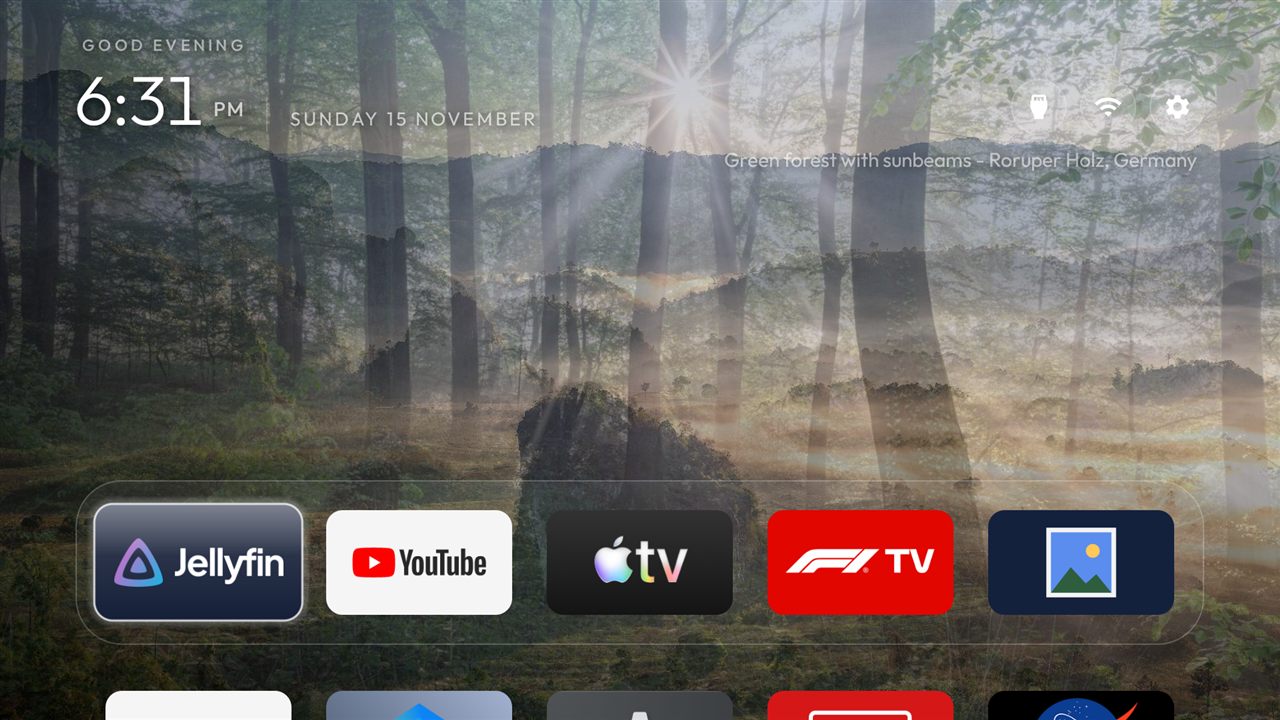 GOOD EVENING
6:31 PM
SUNDAY 15 NOVEMBER
Green forest with sunbeams - Roruper Holz, Germany
Jellyfin
YouTube
tv
F1 TV